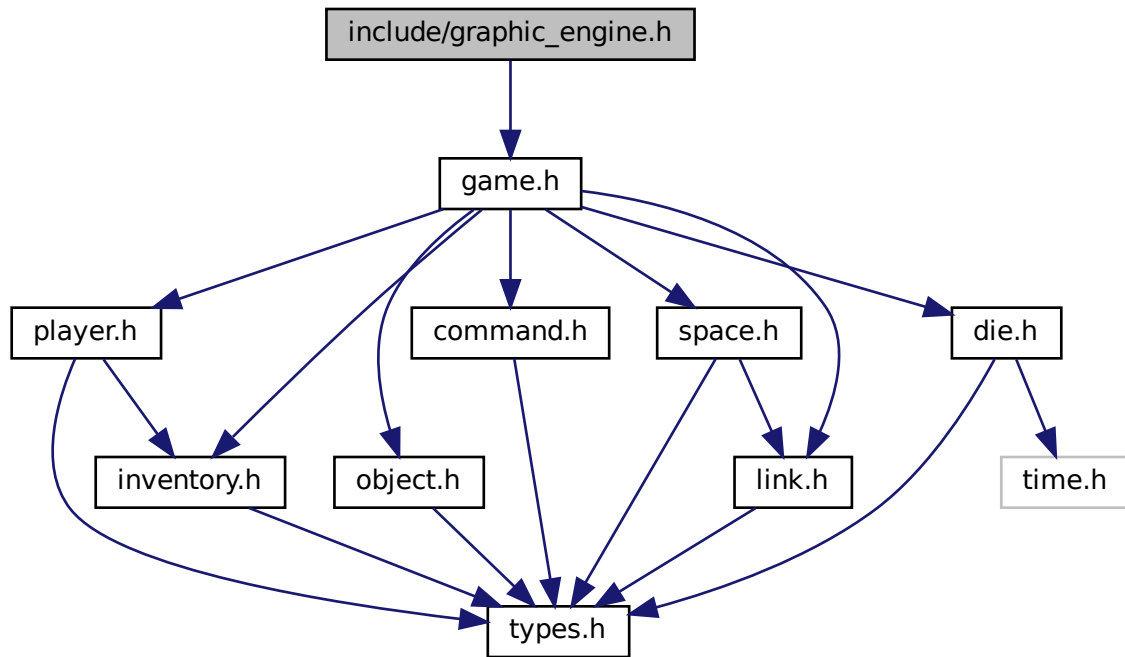 include/graphic_engine.h
game.h
player.h
command.h
space.h
die.h
inventory.h
object.h
link.h
time.h
types.h